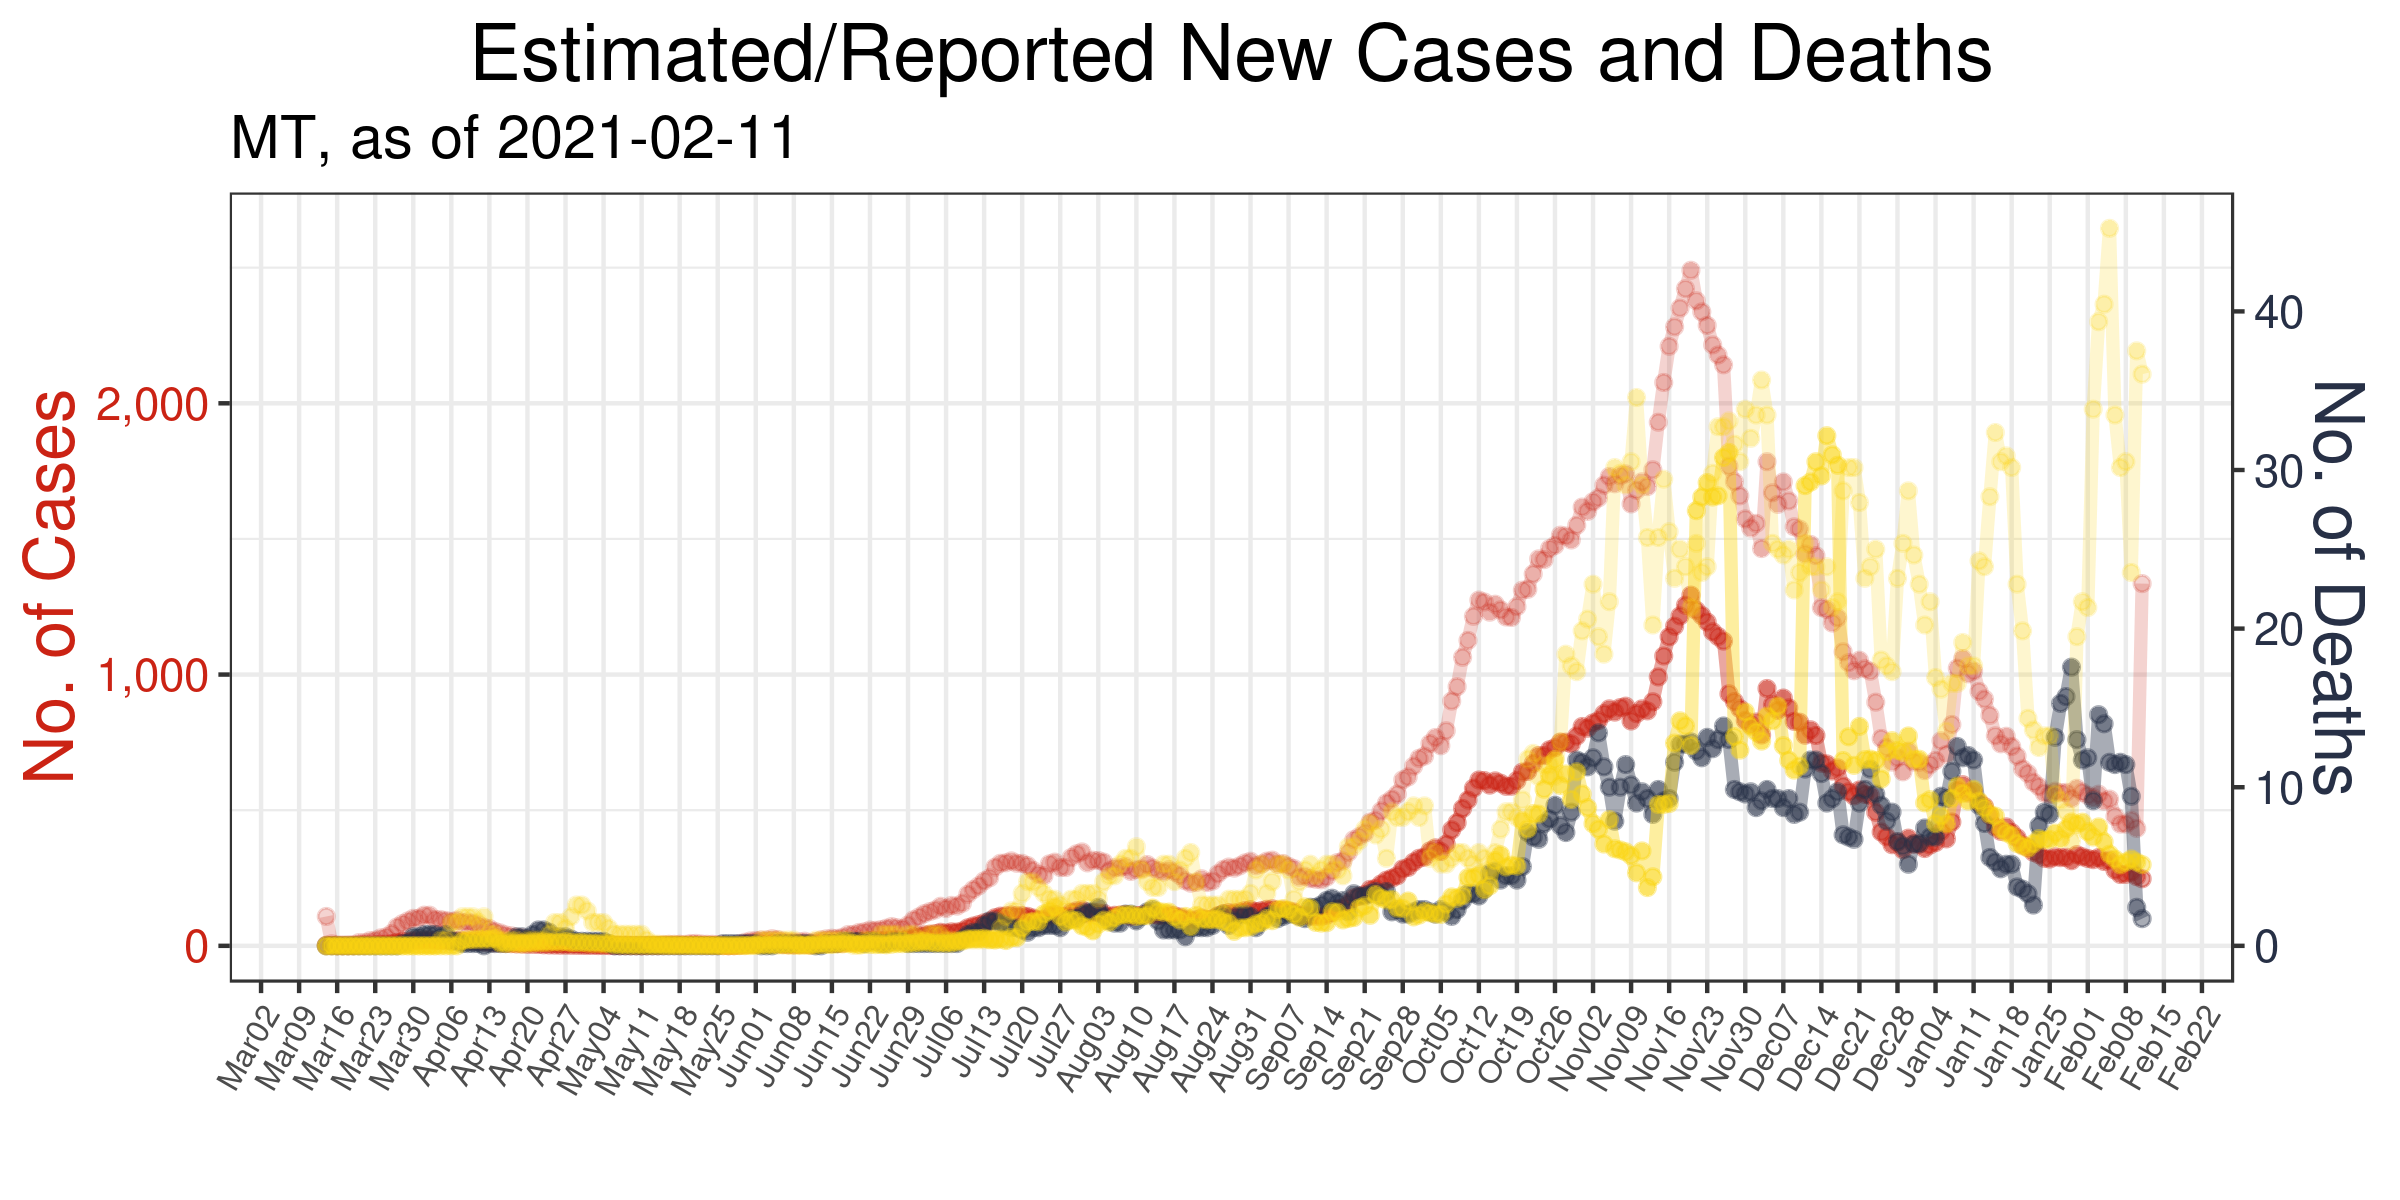 Estimated/Reported New Cases and Deaths
MT, as of 2021-02-11
No. of Cases
2,000
1,000
0
40
30
20
10
0
No. of Deaths
Mar02
Mar09
Mar16
Mar23
Mar30
Apr06
Apr13
Apr20
Apr27
May04
May11
May18
May25
Jun01
Jun08
Jun15
Jun22
Jun29
Jul06
Jul13
Jul20
Jul27
Aug03
Aug10
Aug17
Aug24
Aug31
Sep07
Sep14
Sep21
Sep28
Oct05
Oct12
Oct19
Oct26
Nov02
Nov09
Nov16
Nov23
Nov30
Dec07
Dec14
Dec21
Dec28
Jan04
Jan11
Jan18
Jan25
Feb01
Feb08
Feb15
Feb22